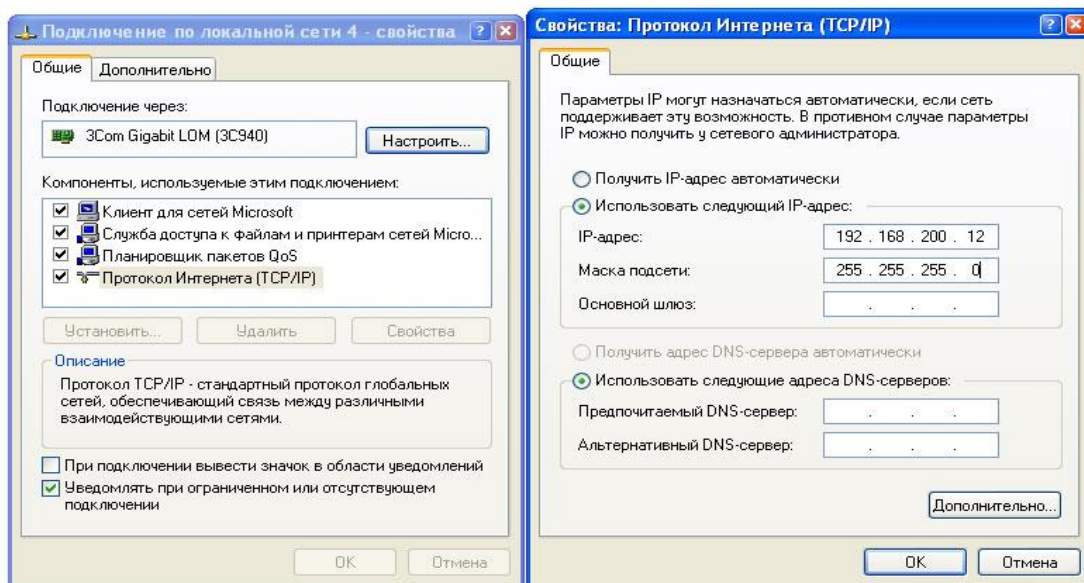 Подключение по локальной сети 4 - свойства
Общие
Дополнительно
Подключение через:
3Com Gigabit LOM (3C940)
Настроить...
Компоненты, используемые этим подключением:
Клиент для сетей Microsoft
Служба доступа к файлам и принтерам сетей Micro...
Планировщик пакетов QoS
Протокол Интернета (TCP/IP)
Установить...
Удалить
Свойства
Описание
Протокол TCP/IP - стандартный протокол глобальных
сетей, обеспечивающий связь между различными
взаимодействующими сетями.
При подключении вывести значок в области уведомлений
Уведомлять при ограниченном или отсутствующем
подключении
OK
Отмена
Свойства: Протокол Интернета (TCP/IP)
Общие
Параметры IP могут назначаться автоматически, если сеть
поддерживает эту возможность. В противном случае параметры
IP можно получить у сетевого администратора.
Получить IP-адрес автоматически
Использовать следующий IP-адрес:
IP-адрес:
192 . 168 . 200 . 12
Маска подсети:
255 . 255 . 255 . 0
Основной шлюз:
. . .
Получить адрес DNS-сервера автоматически
Использовать следующие адреса DNS-серверов:
Предпочитаемый DNS-сервер:
. . .
Альтернативный DNS-сервер:
. . .
Дополнительно...
OK
Отмена